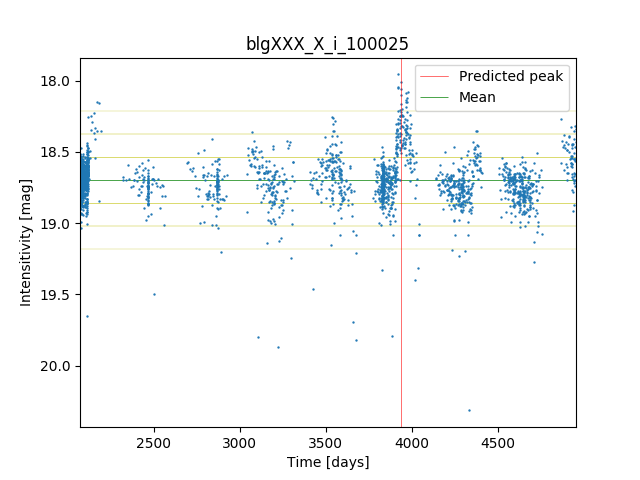 blgXXX_X_i_100025
Predicted peak
Mean
18.0
18.5
19.0
19.5
20.0
Intensitivity [mag]
2500 3000 3500 4000 4500
Time [days]